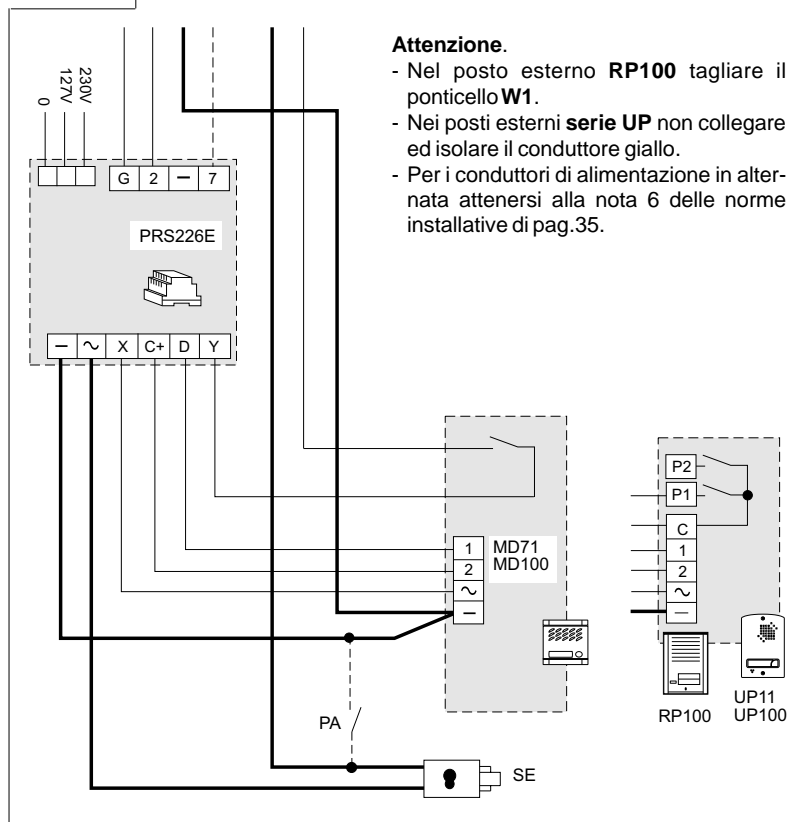 Attenzione.
- Nel posto esterno RP100 tagliare il
ponticello W1.
- Nei posti esterni serie UP non collegare
ed isolare il conduttore giallo.
- Per i conduttori di alimentazione in alter-
nata attenersi alla nota 6 delle norme
installative di pag.35.
0
127V
230V
G 2 − 7
PRS226E
− ~ X C+ D Y
1
2
~
−
MD71
MD100
P2
P1
C
1
2
~
−
RP100
UP11
UP100
PA
SE